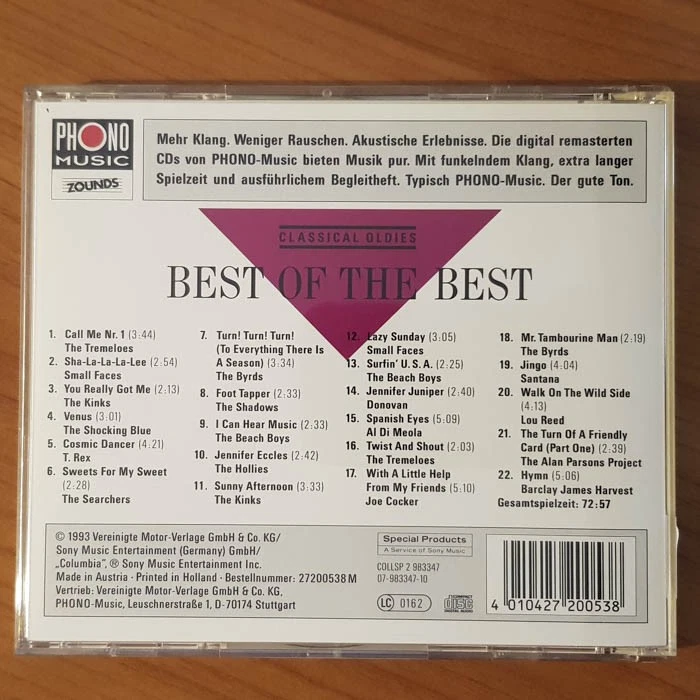 PHONO
MUSIC
ZOUNDS
Mehr Klang. Weniger Rauschen. Akustische Erlebnisse. Die digital remasterten
CDs von PHONO-Music bieten Musik pur. Mit funkelndem Klang, extra langer
Spielzeit und ausführlichem Begleitheft. Typisch PHONO-Music. Der gute Ton.
CLASSICAL OLDIES
BEST OF THE BEST
1. Call Me Nr. 1 (3:44)
The Tremeloes
2. Sha-La-La-La-Lee (2:54)
Small Faces
3. You Really Got Me (2:13)
The Kinks
4. Venus (3:01)
The Shocking Blue
5. Cosmic Dancer (4:21)
T. Rex
6. Sweets For My Sweet
(2:28)
The Searchers
7. Turn! Turn! Turn!
(To Everything There Is
A Season) (3:34)
The Byrds
8. Foot Tapper (2:33)
The Shadows
9. I Can Hear Music (2:33)
The Beach Boys
10. Jennifer Eccles (2:42)
The Hollies
11. Sunny Afternoon (3:33)
The Kinks
12. Lazy Sunday (3:05)
Small Faces
13. Surfin' U. S. A. (2:25)
The Beach Boys
14. Jennifer Juniper (2:40)
Donovan
15. Spanish Eyes (5:09)
Al Di Meola
16. Twist And Shout (2:03)
The Tremeloes
17. With A Little Help
From My Friends (5:10)
Joe Cocker
18. Mr. Tambourine Man (2:19)
The Byrds
19. Jingo (4:04)
Santana
20. Walk On The Wild Side
(4:13)
Lou Reed
21. The Turn Of A Friendly
Card (Part One) (2:39)
The Alan Parsons Project
22. Hymn (5:06)
Barclay James Harvest
Gesamtspielzeit: 72:57
© 1993 Vereinigte Motor-Verlage GmbH & Co. KG/
Sony Music Entertainment (Germany) GmbH/
„Columbia", ® Sony Music Entertainment Inc.
Made in Austria · Printed in Holland · Bestellnummer: 27200538 M
Vertrieb: Vereinigte Motor-Verlage GmbH & Co. KG,
PHONO-Music, Leuschnerstraße 1, D-70174 Stuttgart
Special Products
A Service of Sony Music
COLLSP 2 983347
07-983347-10
LC 0162
COMPACT
disc
DIGITAL AUDIO
4 010427 200538